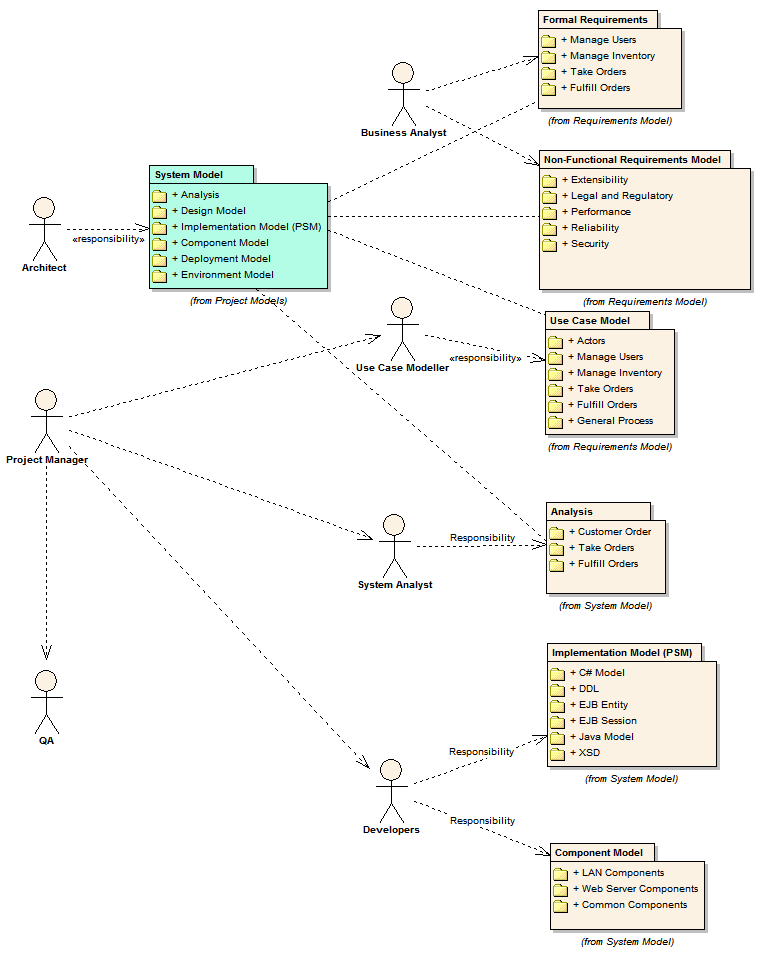 Formal Requirements
+ Manage Users
+ Manage Inventory
+ Take Orders
+ Fulfill Orders
(from Requirements Model)
Business Analyst
Non-Functional Requirements Model
+ Extensibility
+ Legal and Regulatory
+ Performance
+ Reliability
+ Security
(from Requirements Model)
System Model
+ Analysis
+ Design Model
+ Implementation Model (PSM)
+ Component Model
+ Deployment Model
+ Environment Model
(from Project Models)
«responsibility»
Architect
Use Case Model
+ Actors
+ Manage Users
+ Manage Inventory
+ Take Orders
+ Fulfill Orders
+ General Process
(from Requirements Model)
«responsibility»
Use Case Modeller
Project Manager
Analysis
+ Customer Order
+ Take Orders
+ Fulfill Orders
(from System Model)
Responsibility
System Analyst
Implementation Model (PSM)
+ C# Model
+ DDL
+ EJB Entity
+ EJB Session
+ Java Model
+ XSD
(from System Model)
QA
Responsibility
Developers
Responsibility
Component Model
+ LAN Components
+ Web Server Components
+ Common Components
(from System Model)